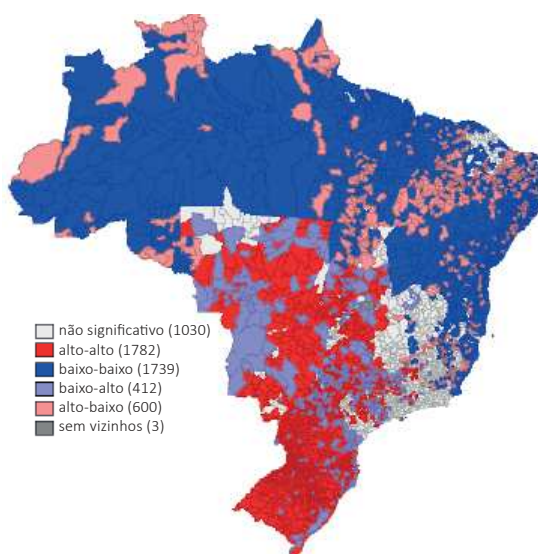 não significativo (1030)
alto-alto (1782)
baixo-baixo (1739)
baixo-alto (412)
alto-baixo (600)
sem vizinhos (3)